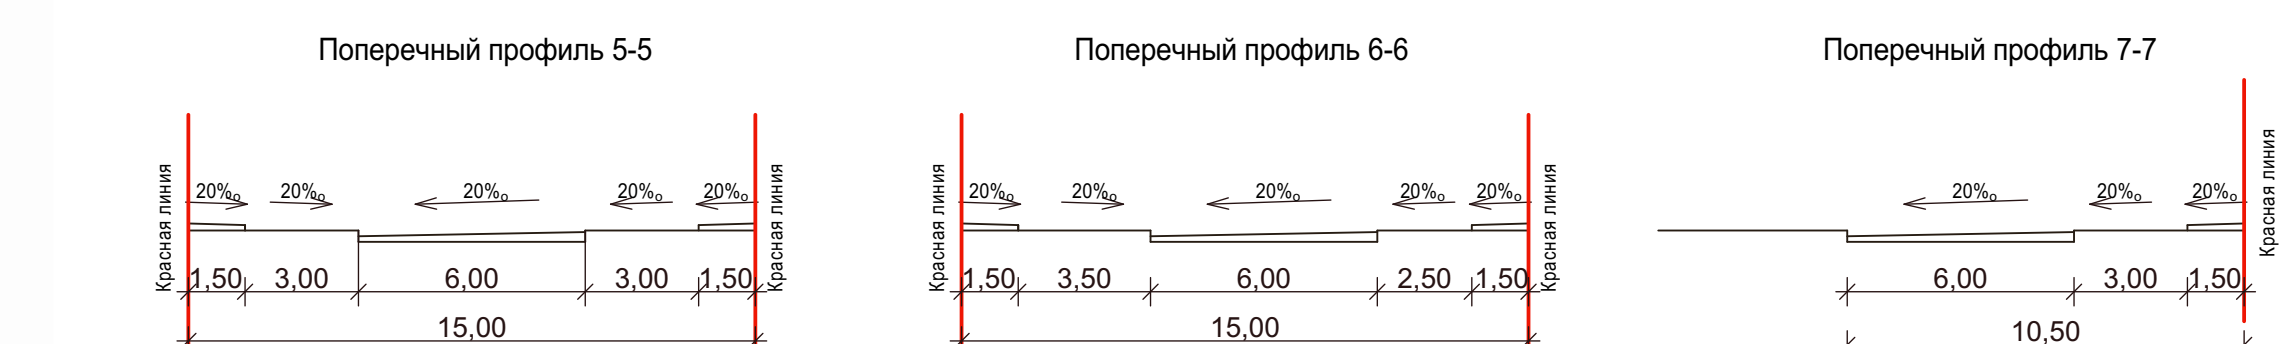 Поперечный профиль 5-5
Поперечный профиль 6-6
Поперечный профиль 7-7
Красная линия
20‰ 20‰ 20‰ 20‰ 20‰
Красная линия
1,50 3,00 6,00 3,00 1,50
15,00
Красная линия
20‰ 20‰ 20‰ 20‰ 20‰
Красная линия
1,50 3,50 6,00 2,50 1,50
15,00
20‰ 20‰ 20‰
Красная линия
6,00 3,00 1,50
10,50